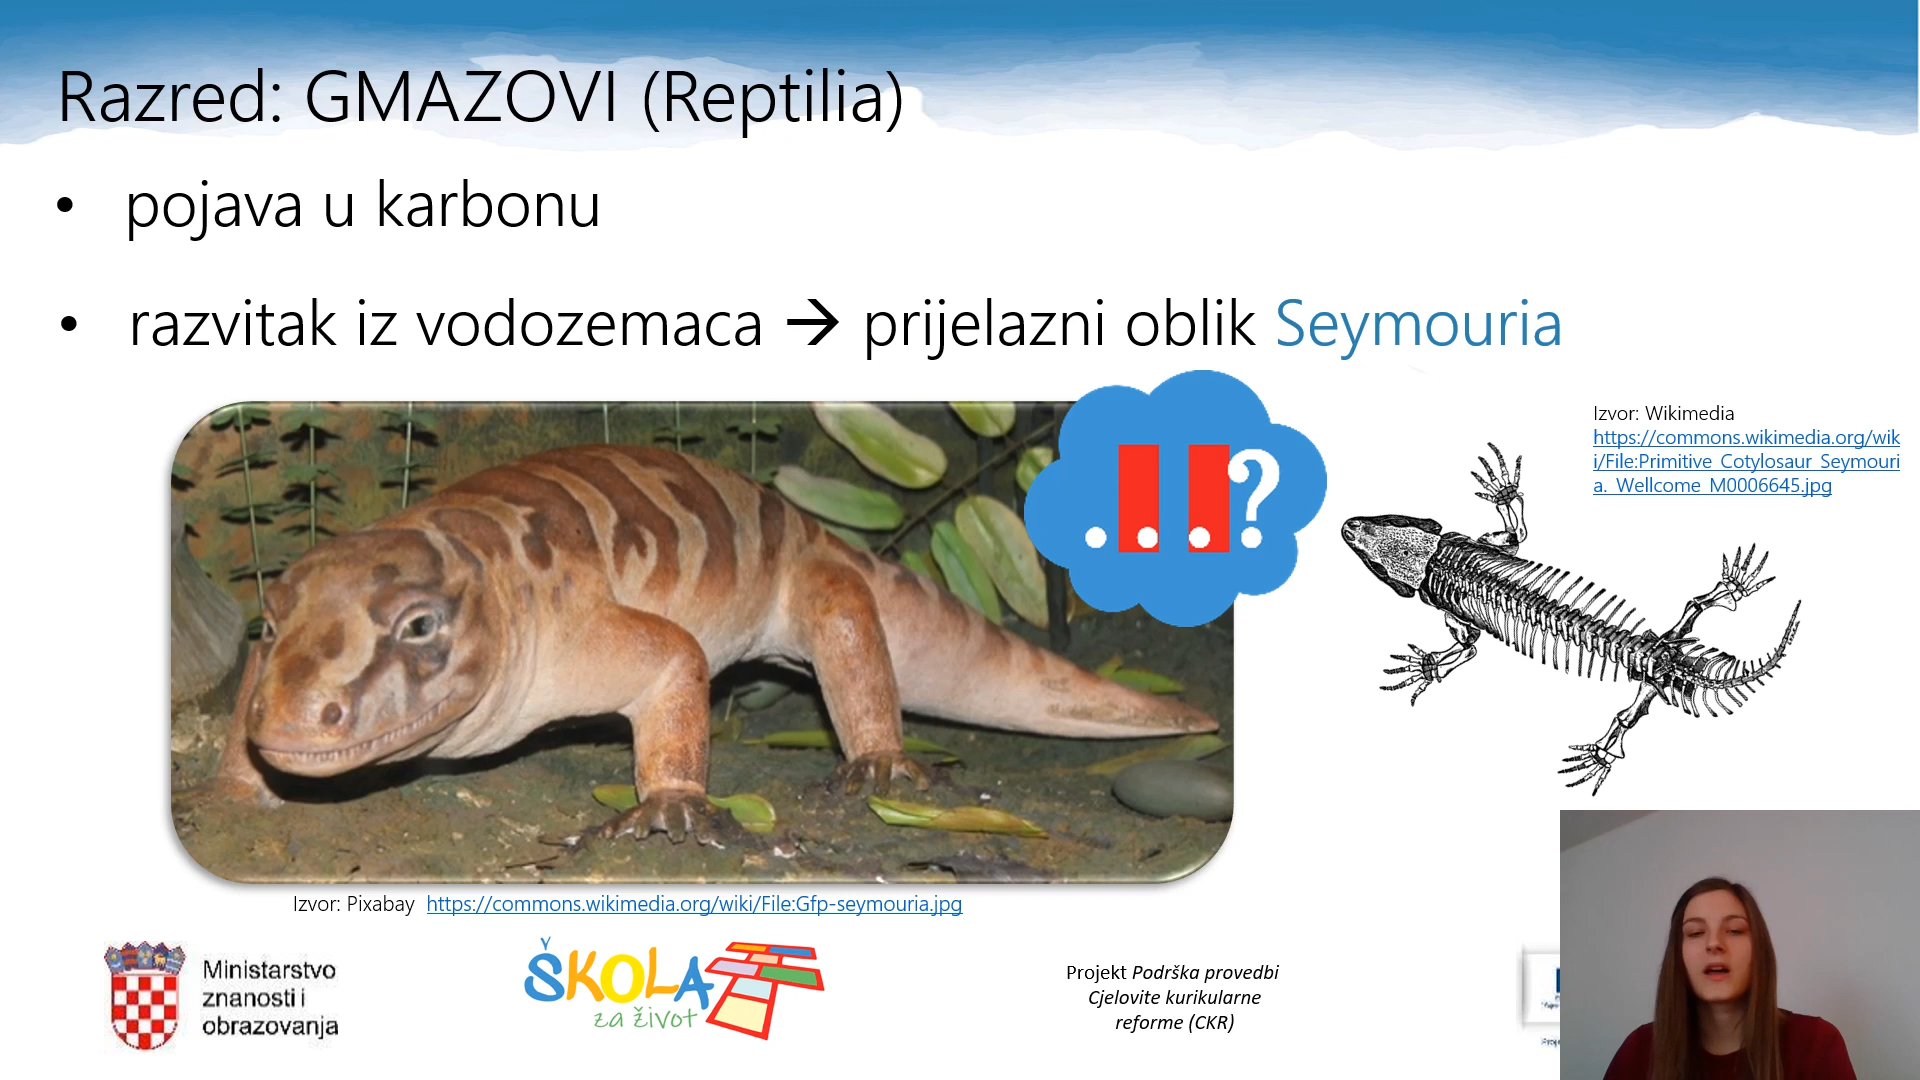 Razred: GMAZOVI (Reptilia)
• pojava u karbonu
• razvitak iz vodozemaca → prijelazni oblik Seymouria
...?
Izvor: Wikimedia
https://commons.wikimedia.org/wik
i/File:Primitive_Cotylosaur_Seymouri
a._Wellcome_M0006645.jpg
Izvor: Pixabay https://commons.wikimedia.org/wiki/File:Gfp-seymouria.jpg
Ministarstvo
znanosti i
obrazovanja
ŠKOLA
za život
Projekt Podrška provedbi
Cjelovite kurikularne
reforme (CKR)